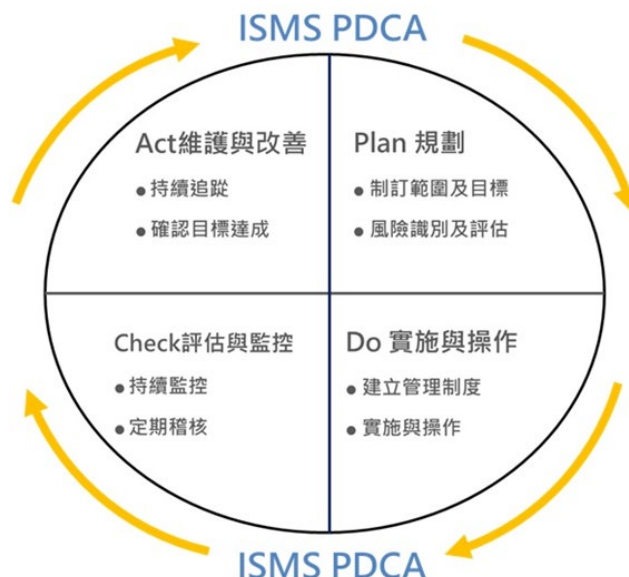 ISMS PDCA
Act維護與改善
●持續追蹤
●確認目標達成
Plan 規劃
●制訂範圍及目標
●風險識別及評估
Check評估與監控
●持續監控
●定期稽核
Do 實施與操作
●建立管理制度
●實施與操作
ISMS PDCA